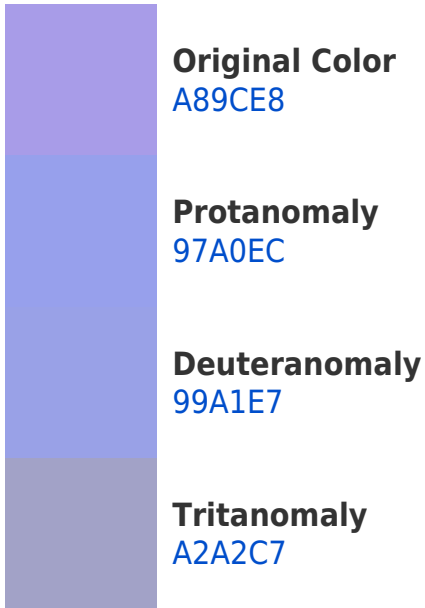 Original Color
A89CE8
Protanomaly
97A0EC
Deuteranomaly
99A1E7
Tritanomaly
A2A2C7